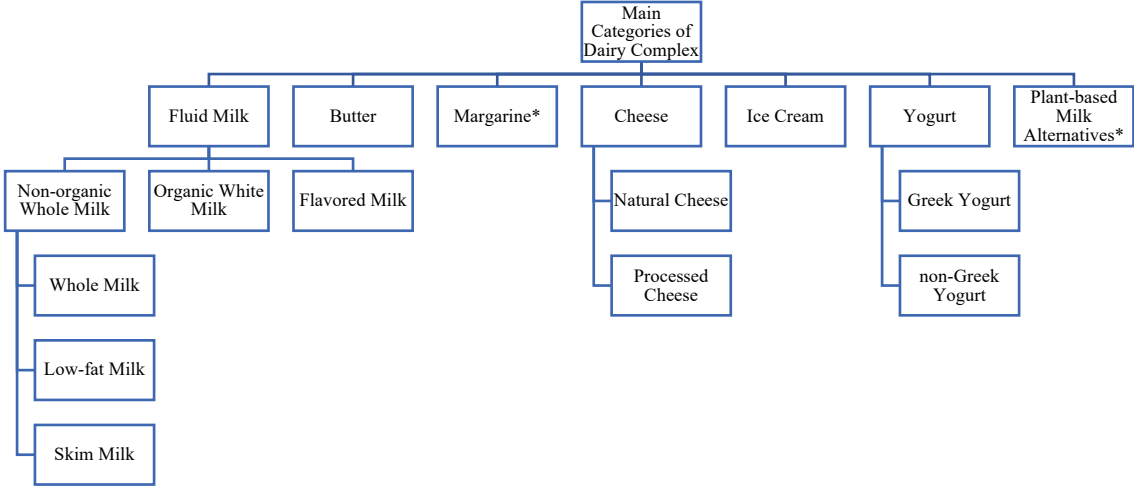 Main
Categories of
Dairy Complex
Fluid Milk
Butter
Margarine*
Cheese
Ice Cream
Yogurt
Plant-based
Milk
Alternatives*
Non-organic
Whole Milk
Organic White
Milk
Flavored Milk
Natural Cheese
Greek Yogurt
Whole Milk
Processed
Cheese
non-Greek
Yogurt
Low-fat Milk
Skim Milk